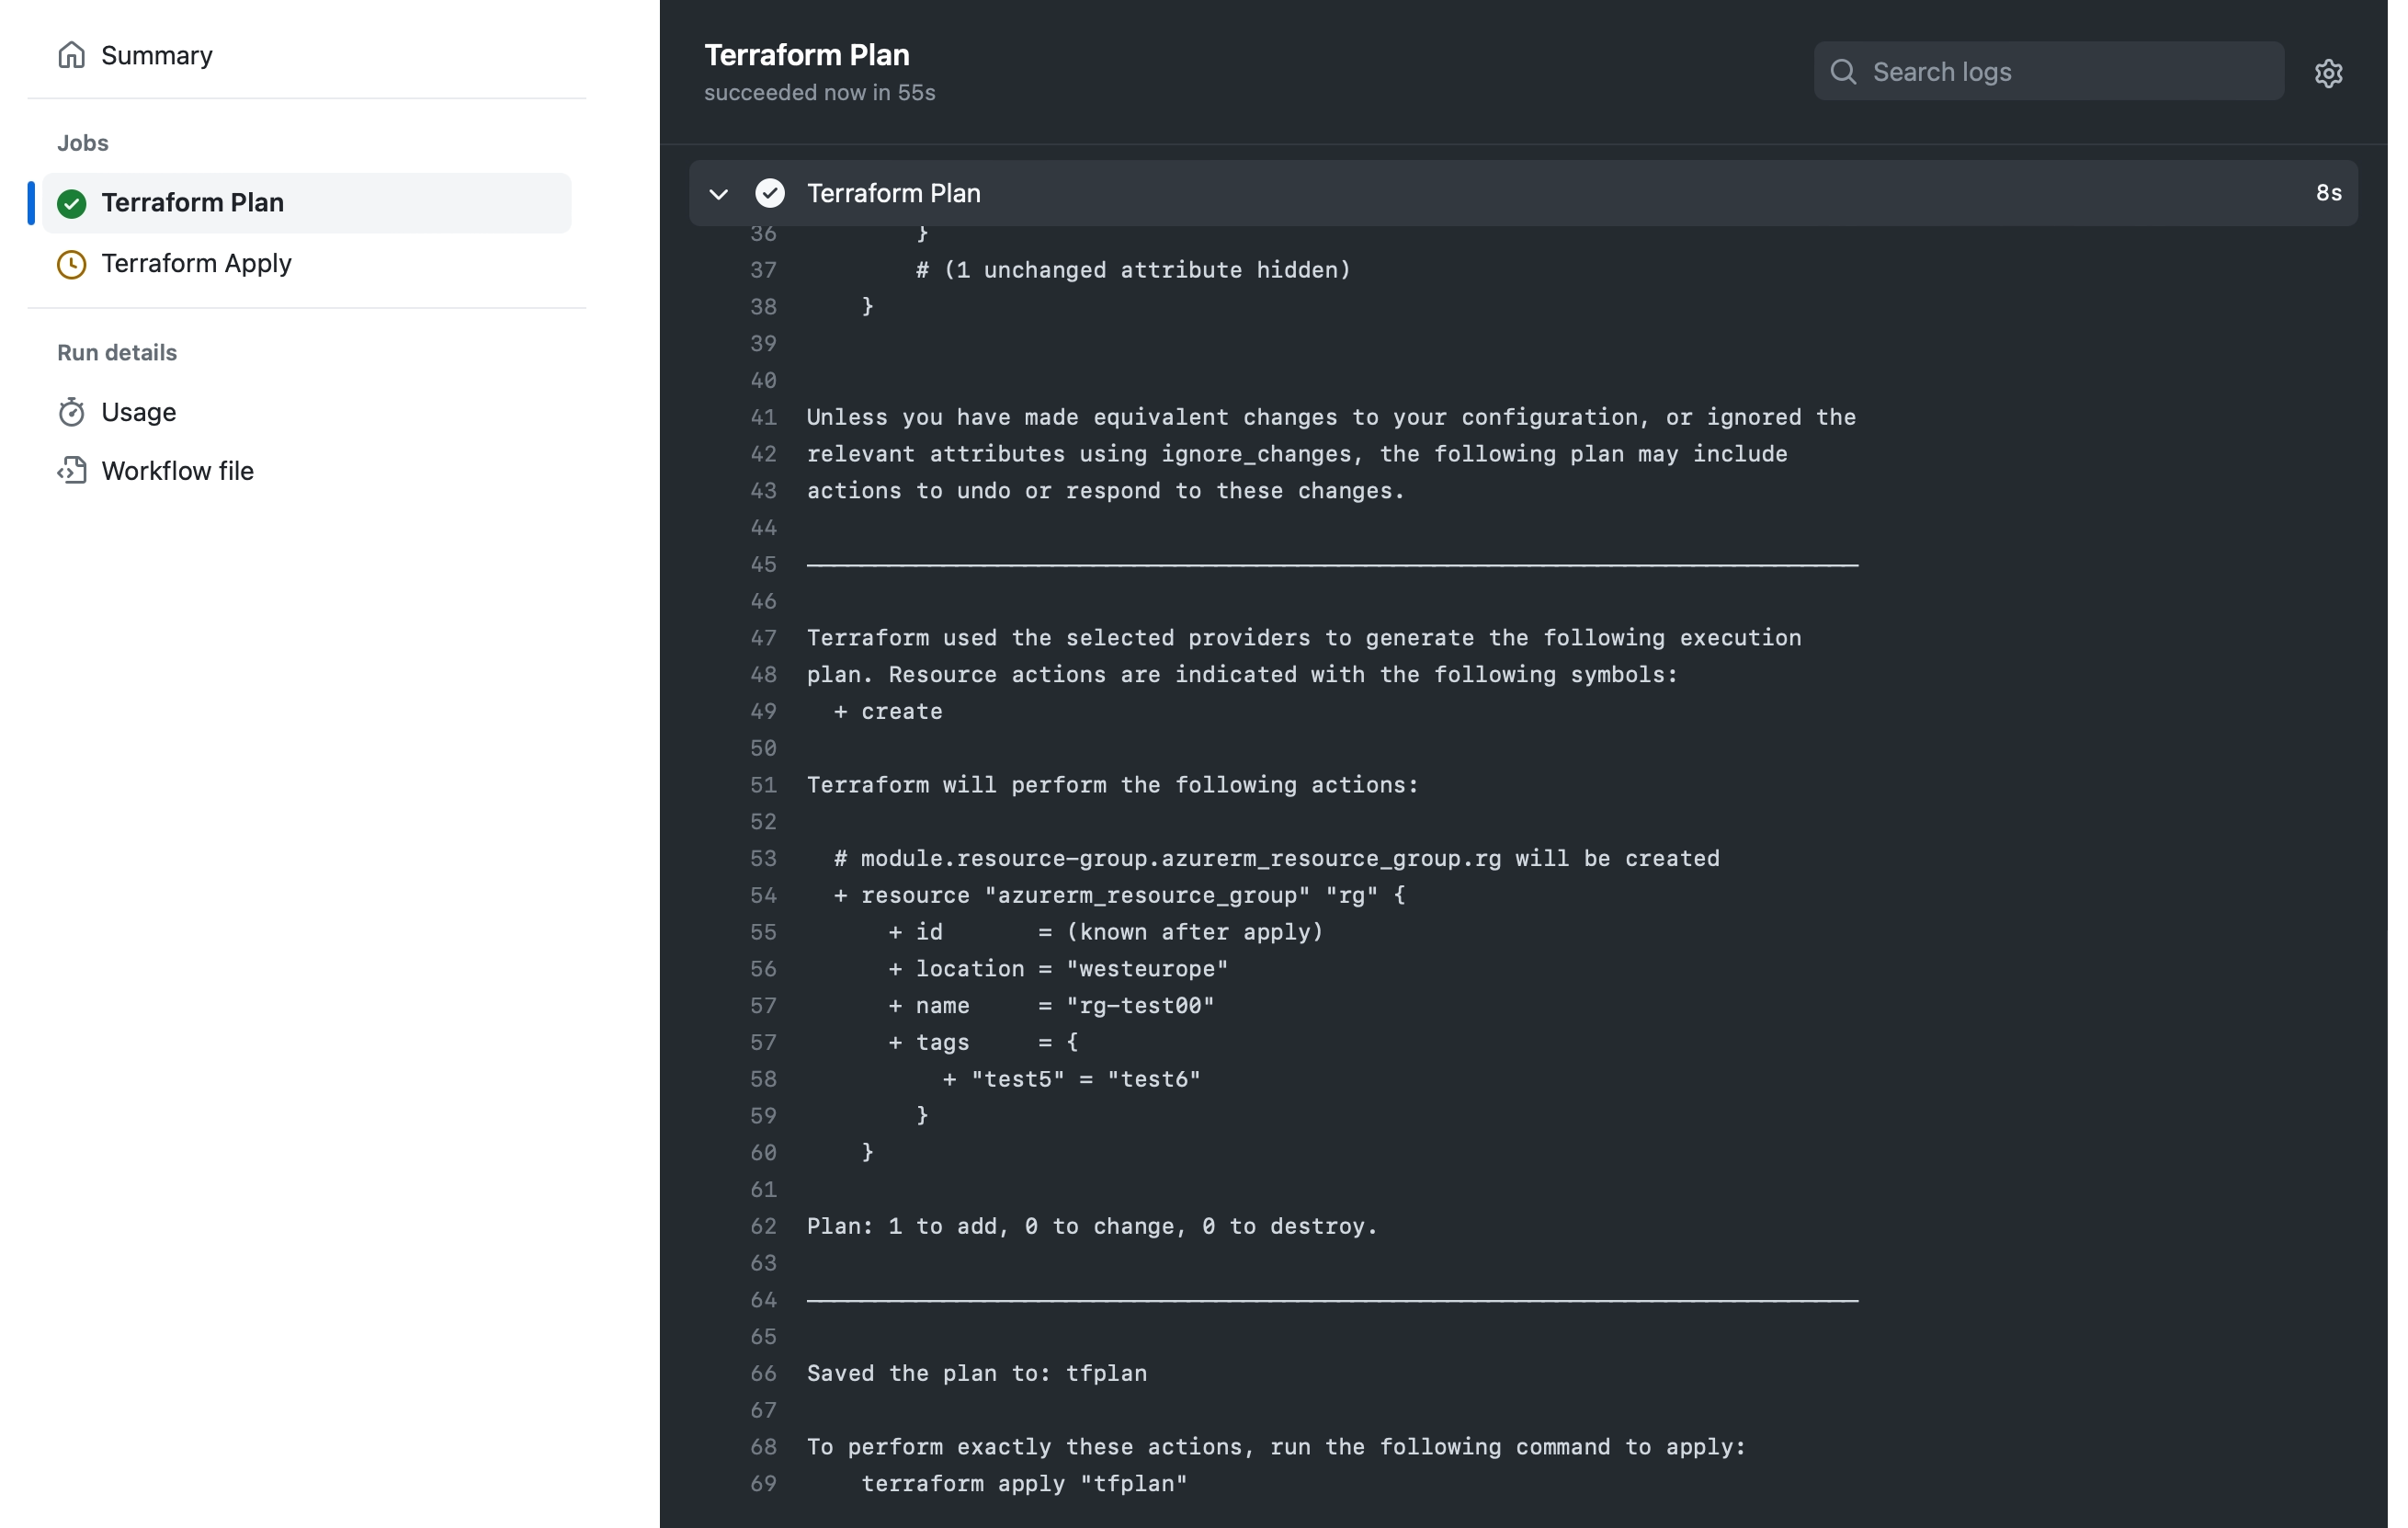 Summary
Jobs
Terraform Plan
Terraform Apply
Run details
Usage
Workflow file
Terraform Plan
succeeded now in 55s
Search logs
Terraform Plan 8s
36         }
37         # (1 unchanged attribute hidden)
38     }
39
40
41 Unless you have made equivalent changes to your configuration, or ignored the
42 relevant attributes using ignore_changes, the following plan may include
43 actions to undo or respond to these changes.
44
45 ─────────────────────────────────────────────────────────────────────────────
46
47 Terraform used the selected providers to generate the following execution
48 plan. Resource actions are indicated with the following symbols:
49   + create
50
51 Terraform will perform the following actions:
52
53   # module.resource-group.azurerm_resource_group.rg will be created
54   + resource "azurerm_resource_group" "rg" {
55       + id       = (known after apply)
56       + location = "westeurope"
57       + name     = "rg-test00"
57       + tags     = {
58           + "test5" = "test6"
59         }
60     }
61
62 Plan: 1 to add, 0 to change, 0 to destroy.
63
64 ─────────────────────────────────────────────────────────────────────────────
65
66 Saved the plan to: tfplan
67
68 To perform exactly these actions, run the following command to apply:
69     terraform apply "tfplan"